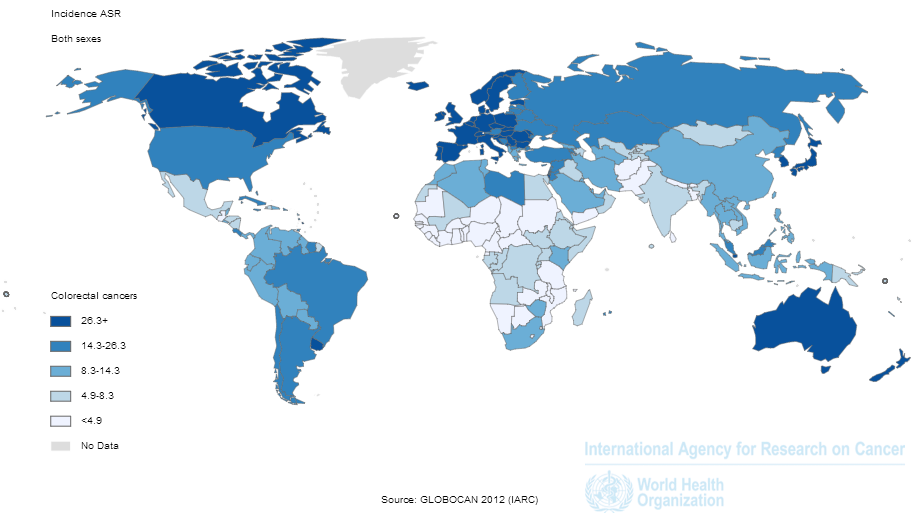 Incidence ASR
Both sexes
Colorectal cancers
26.3+
14.3-26.3
8.3-14.3
4.9-8.3
<4.9
No Data
International Agency for Research on Cancer
World Health
Organization
Source: GLOBOCAN 2012 (IARC)